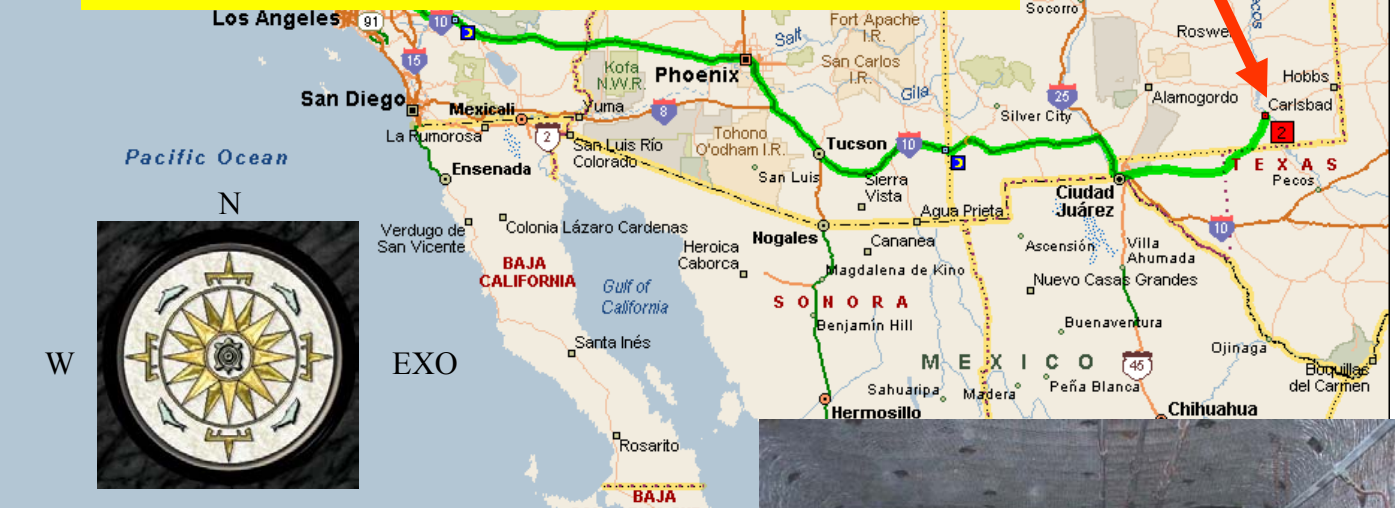 Los Angeles
91
10
15
Salt
Fort Apache
I.R.
Socorro
Roswe
Kofa
N.W.R.
Phoenix
San Carlos
I.R.
Gila
Hobbs
San Diego
Mexicali
Yuma
8
25
Alamogordo
Carlsbad
La Rumorosa
2
San Luis Río
Colorado
Tohono
O'odham I.R.
Tucson
10
Silver City
2
Pacific Ocean
Ensenada
San Luis
Sierra
Vista
Ciudad
Juárez
TEXAS
Pecos
N
Verdugo de
San Vicente
Colonia Lázaro Cardenas
Agua Prieta
10
Nogales
Heroica
Caborca
Cananea
Ascensión
Villa
Ahumada
BAJA
CALIFORNIA
Gulf of
California
Magdalena de Kino
Nuevo Casas Grandes
SONORA
Benjamín Hill
Buenaventura
W
EXO
Santa Inés
MEXICO
45
Ojinaga
Boquillas
del Carmen
Sahuaripa
Madera
Peña Blanca
Hermosillo
Chihuahua
Rosarito
BAJA